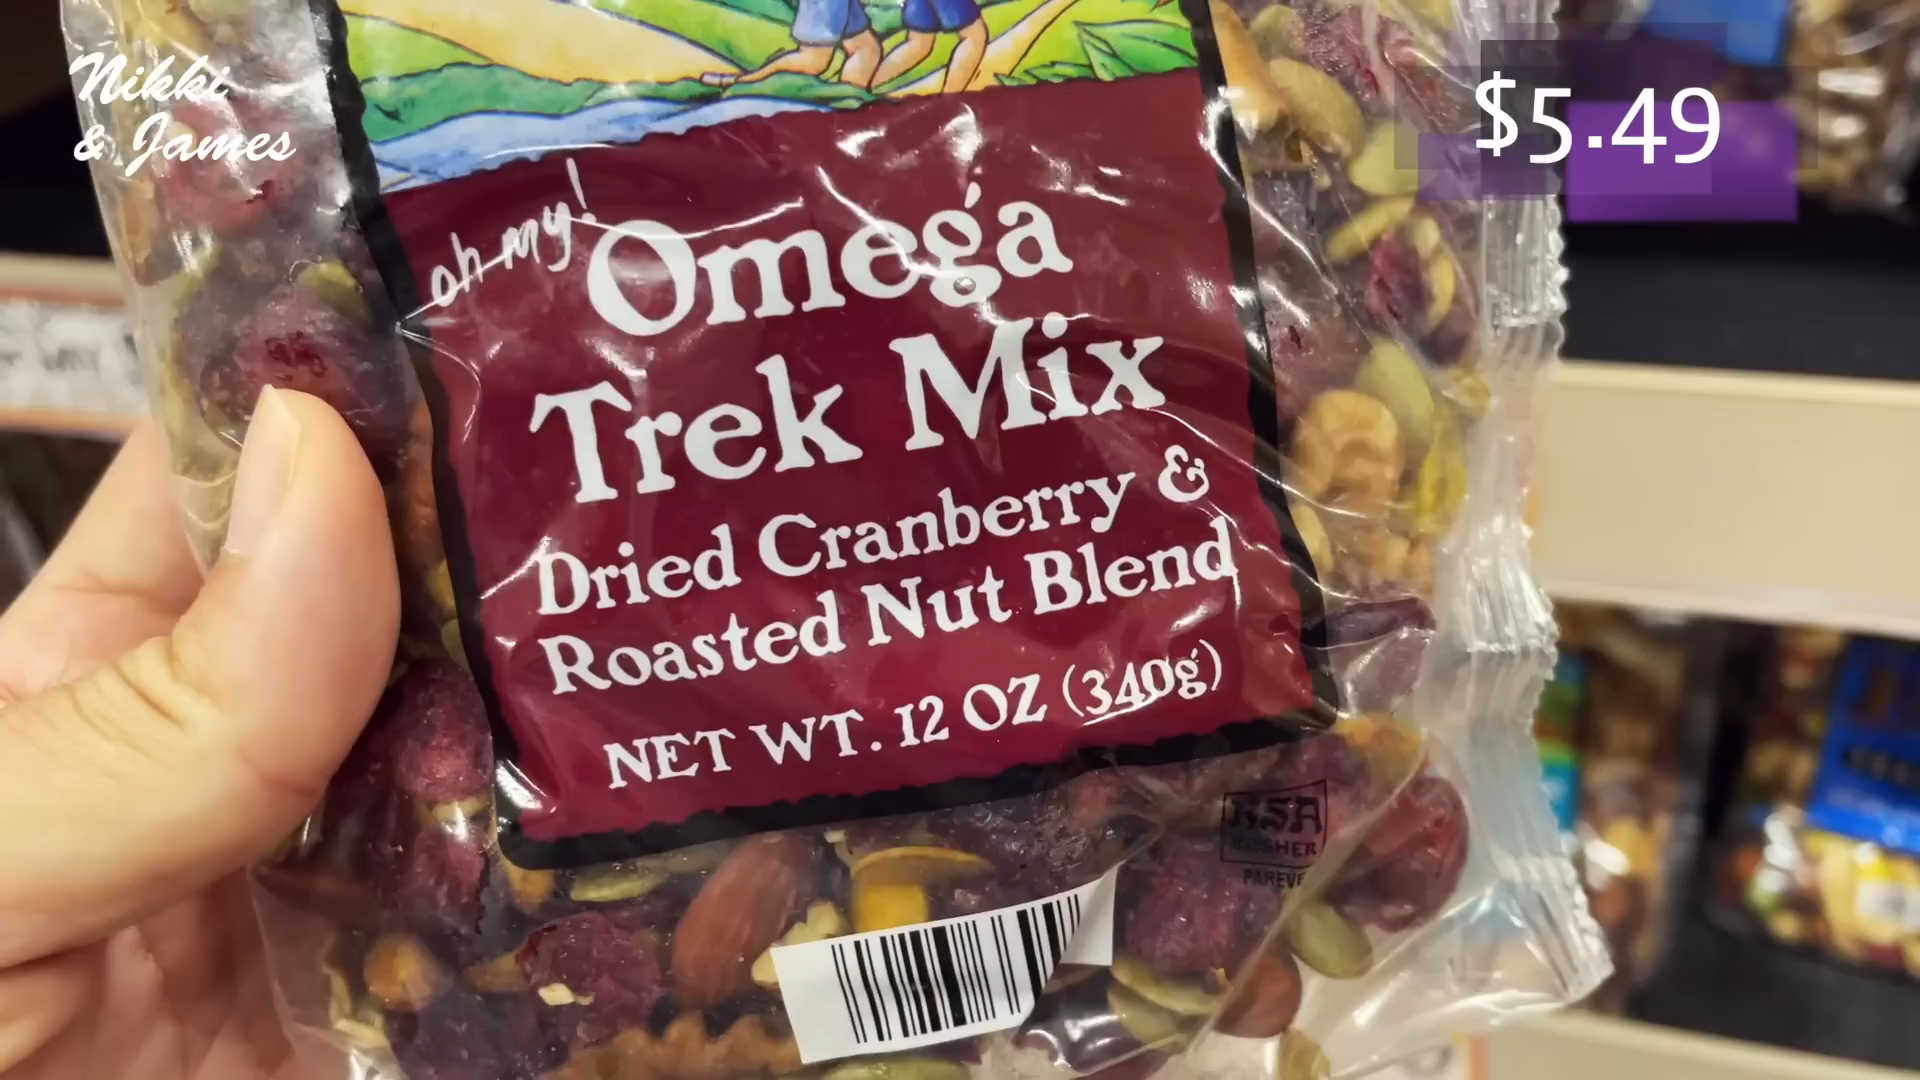 Nikki
& James
$5.49
oh my! Omega
Trek Mix
Dried Cranberry &
Roasted Nut Blend
NET WT. 12 OZ (340g)
KSA
KOSHER
PAREVE